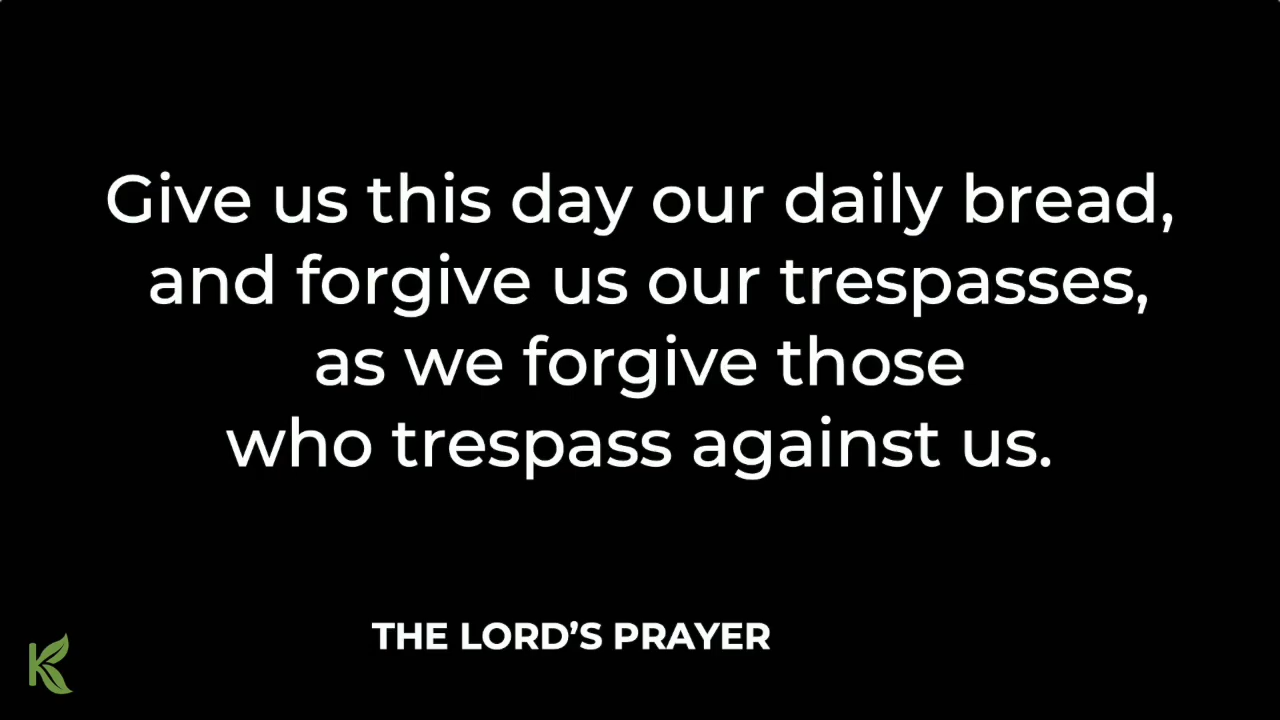 Give us this day our daily bread,
and forgive us our trespasses,
as we forgive those
who trespass against us.
THE LORD’S PRAYER
K